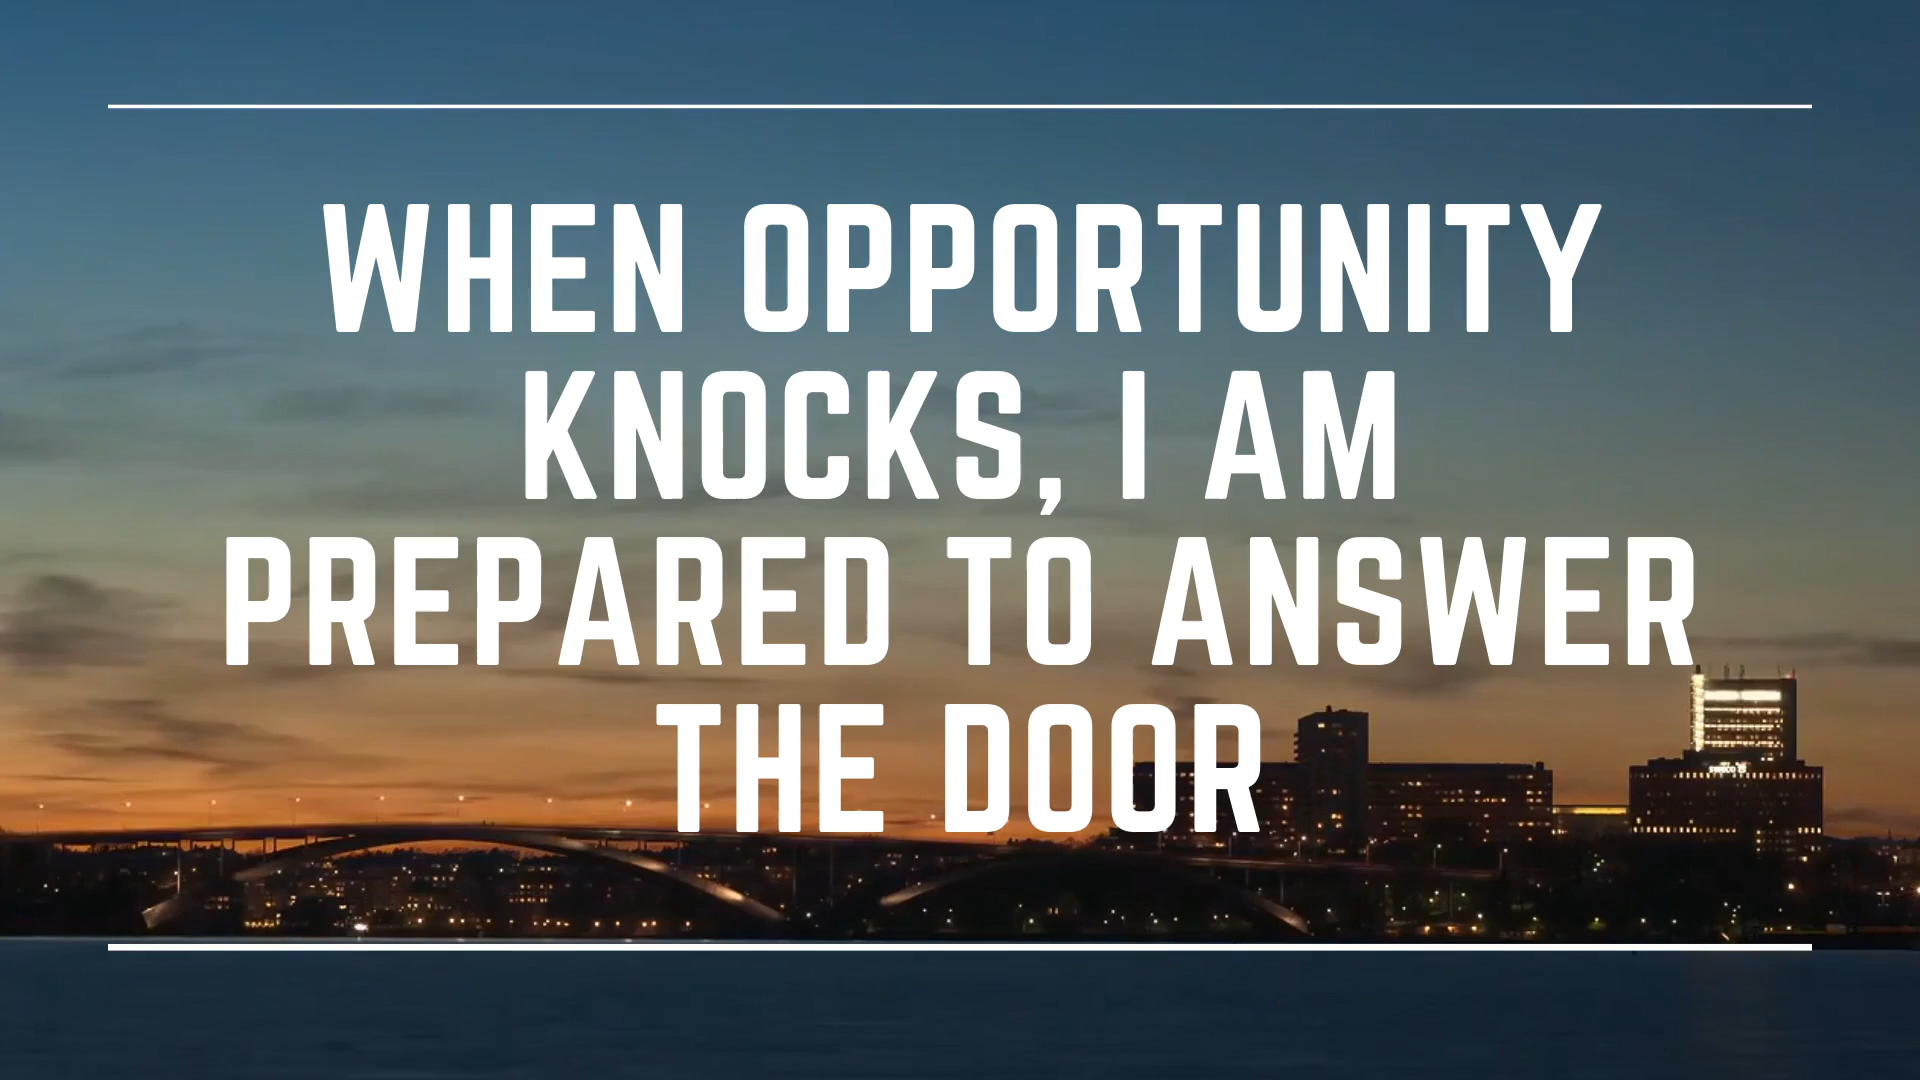 WHEN OPPORTUNITY
KNOCKS, I AM
PREPARED TO ANSWER
THE DOOR